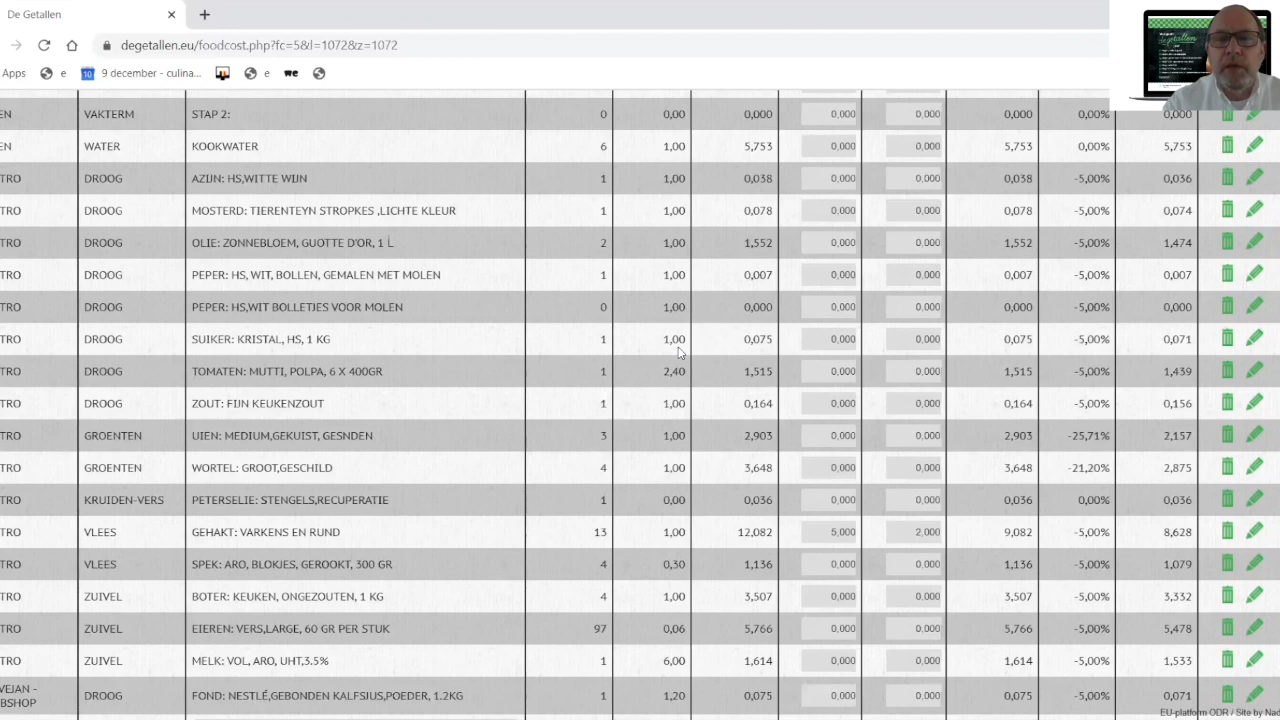 De Getallen
degetallen.eu/foodcost.php?menu=1072&z=1072
Apps e 10 9 december - culina... e
EN VAKTERM STAP 2: 0 0,000 0,000 0,000 0,00% 0,000
EN WATER KOOKWATER 6 1,00 5,753 0,000 0,000 5,753 0,00% 5,753
TRO DROOG AZIJN: HS,WITTE WIJN 1 1,00 0,038 0,000 0,000 0,038 -5,00% 0,036
TRO DROOG MOSTERD: TIERENTEYN STROPKES ,LICHTE KLEUR 1 1,00 0,078 0,000 0,000 0,078 -5,00% 0,074
TRO DROOG OLIE: ZONNEBLOEM, GUOTTE D'OR, 1 L 2 1,00 1,552 0,000 0,000 1,552 -5,00% 1,474
TRO DROOG PEPER: HS, WIT, BOLLEN, GEMALEN MET MOLEN 1 1,00 0,007 0,000 0,000 0,007 -5,00% 0,007
TRO DROOG PEPER: HS,WIT BOLLETJES VOOR MOLEN 0 1,00 0,000 0,000 0,000 0,000 -5,00% 0,000
TRO DROOG SUIKER: KRISTAL, HS, 1 KG 1 1,00 0,075 0,000 0,000 0,075 -5,00% 0,071
TRO DROOG TOMATEN: MUTTI, POLPA, 6 X 400GR 1 2,40 1,515 0,000 0,000 1,515 -5,00% 1,439
TRO DROOG ZOUT: FIJN KEUKENZOUT 1 1,00 0,164 0,000 0,000 0,164 -5,00% 0,156
TRO GROENTEN UIEN: MEDIUM,GEKUIST, GESNDEN 3 1,00 2,903 0,000 0,000 2,903 -25,71% 2,157
TRO GROENTEN WORTEL: GROOT,GESCHILD 4 1,00 3,648 0,000 0,000 3,648 -21,20% 2,875
TRO KRUIDEN-VERS PETERSELIE: STENGELS,RECUPERATIE 1 0,00 0,036 0,000 0,000 0,036 0,00% 0,036
TRO VLEES GEHAKT: VARKENS EN RUND 13 1,00 12,082 5,000 2,000 9,082 -5,00% 8,628
TRO VLEES SPEK: ARO, BLOKJES, GEROOKT, 200 GR 4 0,30 1,136 0,000 0,000 1,136 -5,00% 1,079
TRO ZUIVEL BOTER: KEUKEN, ONGEZOUTEN, 1 KG 4 1,00 3,507 0,000 0,000 3,507 -5,00% 3,332
TRO ZUIVEL EIEREN: VERS,LARGE, 60 GR PER STUK 97 0,06 5,766 0,000 0,000 5,766 -5,00% 5,478
TRO ZUIVEL MELK: VOL, ARO, UHT,3.5% 1 6,00 1,614 0,000 0,000 1,614 -5,00% 1,533
VEJAN -
BSHOP DROOG FOND: NESTLÉ,GEBONDEN KALFSJUS,POEDER, 1.2KG 1 1,20 0,075 0,000 0,000 0,075 -5,00% 0,071
EU-platform ODR / Site by Nad